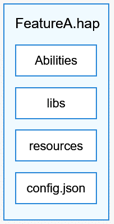 FeatureA.hap
Abilities
libs
resources
config.json